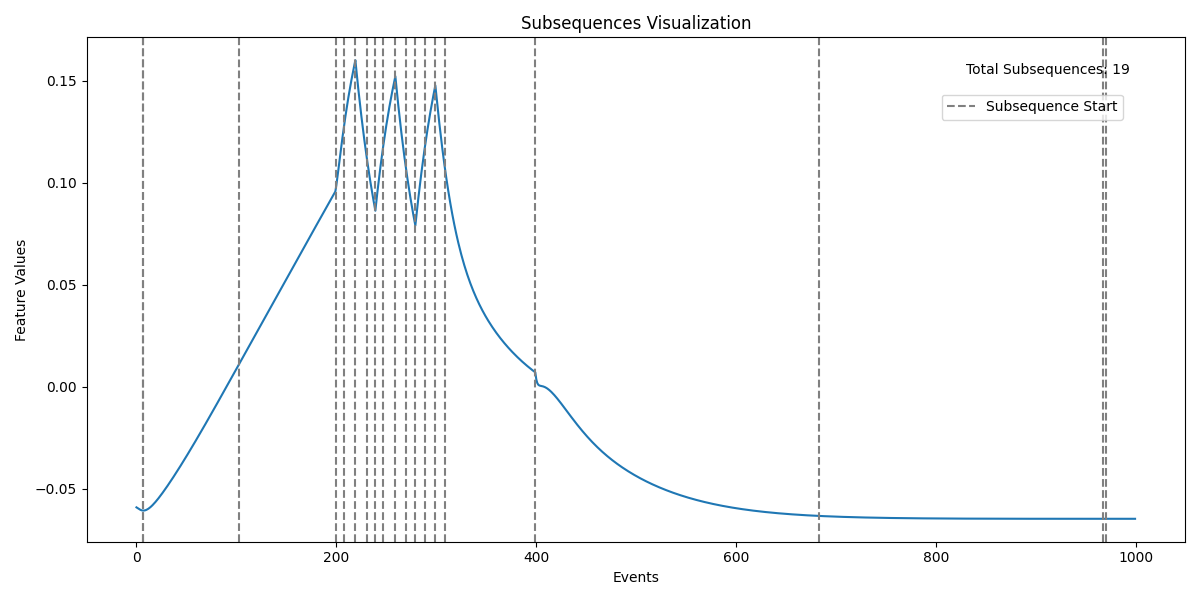 Subsequences Visualization
Total Subsequences: 19
Subsequence Start
Feature Values
0.15
0.10
0.05
0.00
−0.05
0
200
400
600
800
1000
Events